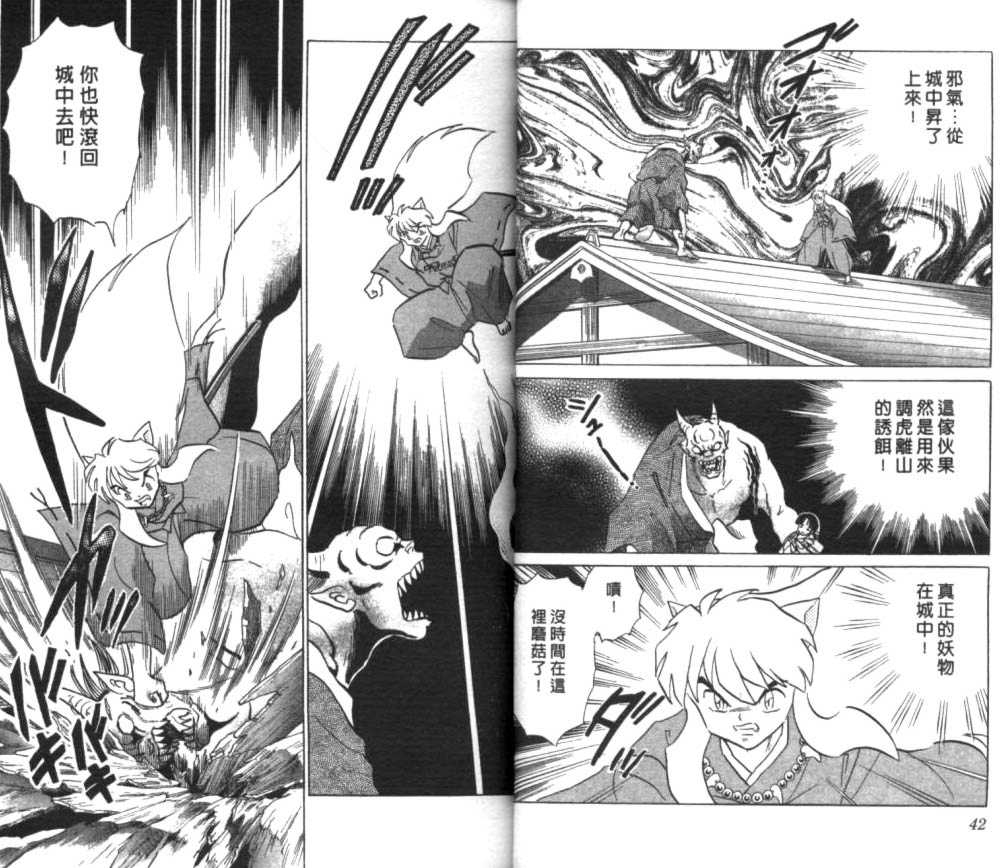 邪氣…從
城中昇了
上來！
ゴオオ…
這傢伙果
然是用來
調虎離山
的誘餌！
シュー
真正的妖物
在城中！
嘖！
沒時間在這
裡磨菇了！
ダッ
42
你也快滾回
城中去吧！
バキバキ